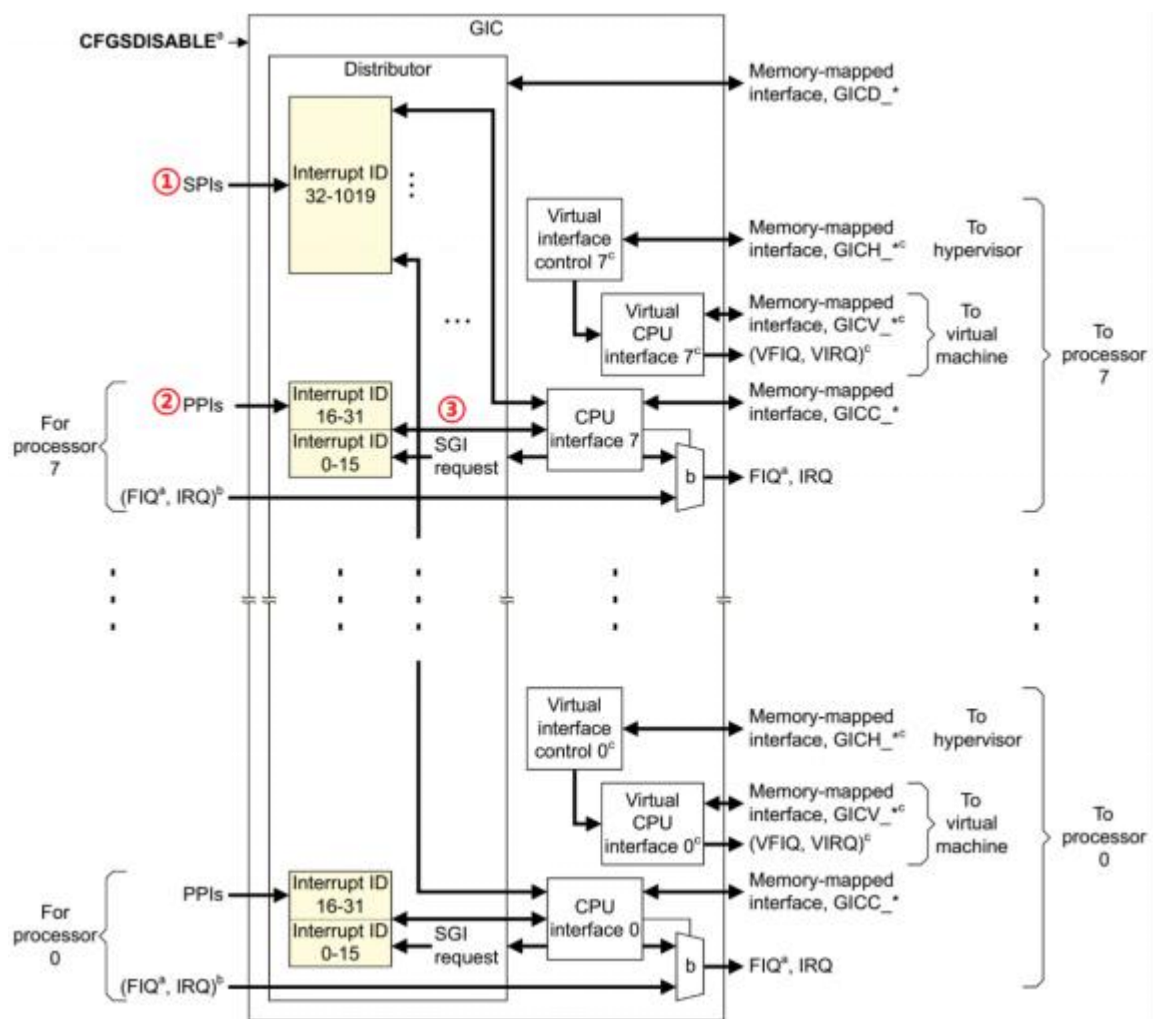 GIC
CFGSDISABLEᵃ
Distributor
Memory-mapped
interface, GICD_*
① SPIs
Interrupt ID
32-1019
Virtual
interface
control 7ᶜ
Memory-mapped
interface, GICH_*ᶜ
To
hypervisor
Virtual
CPU
interface 7ᶜ
Memory-mapped
interface, GICV_*ᶜ
(VFIQ, VIRQ)ᶜ
To
virtual
machine
To
processor
7
For
processor
7
② PPIs
Interrupt ID
16-31
Interrupt ID
0-15
③
SGI
request
CPU
interface 7
Memory-mapped
interface, GICC_*
b
FIQᵃ, IRQ
(FIQᵃ, IRQ)ᵇ
Virtual
interface
control 0ᶜ
Memory-mapped
interface, GICH_*ᶜ
To
hypervisor
Virtual
CPU
interface 0ᶜ
Memory-mapped
interface, GICV_*ᶜ
(VFIQ, VIRQ)ᶜ
To
virtual
machine
To
processor
0
For
processor
0
PPIs
Interrupt ID
16-31
Interrupt ID
0-15
SGI
request
CPU
interface 0
Memory-mapped
interface, GICC_*
b
FIQᵃ, IRQ
(FIQᵃ, IRQ)ᵇ